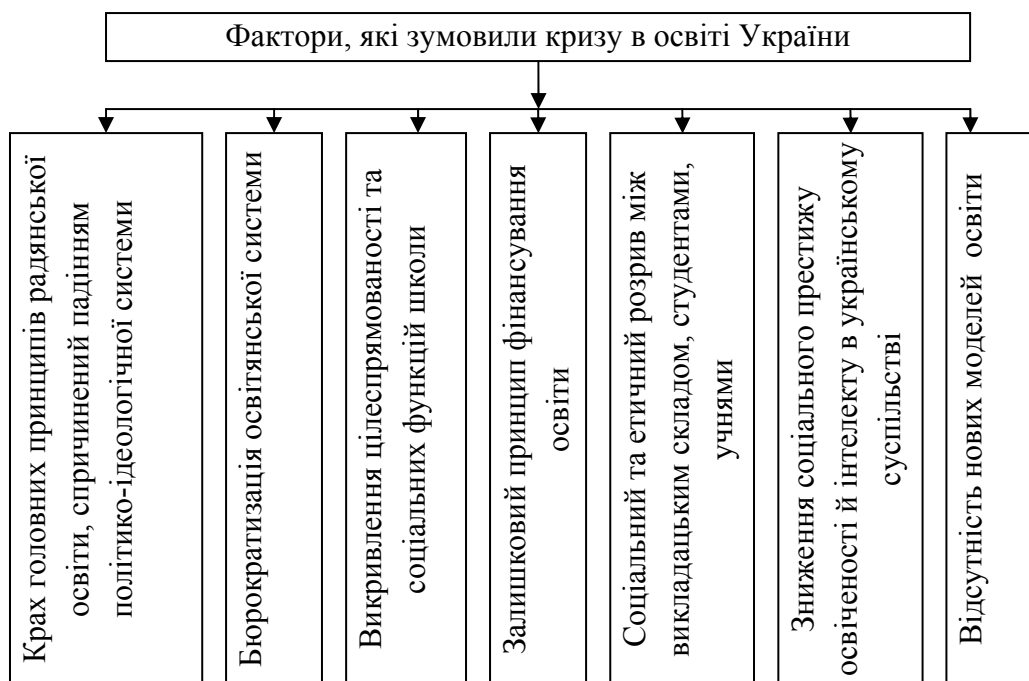 Фактори, які зумовили кризу в освіті України
Крах головних принципів радянської
освіти, спричинений падінням
політико-ідеологічної системи
Бюрократизація освітянської системи
Викривлення цілеспрямованості та
соціальних функцій школи
Залишковий принцип фінансування
освіти
Соціальний та етичний розрив між
викладацьким складом, студентами,
учнями
Зниження соціального престижу
освіченості й інтелекту в українському
суспільстві
Відсутність нових моделей освіти